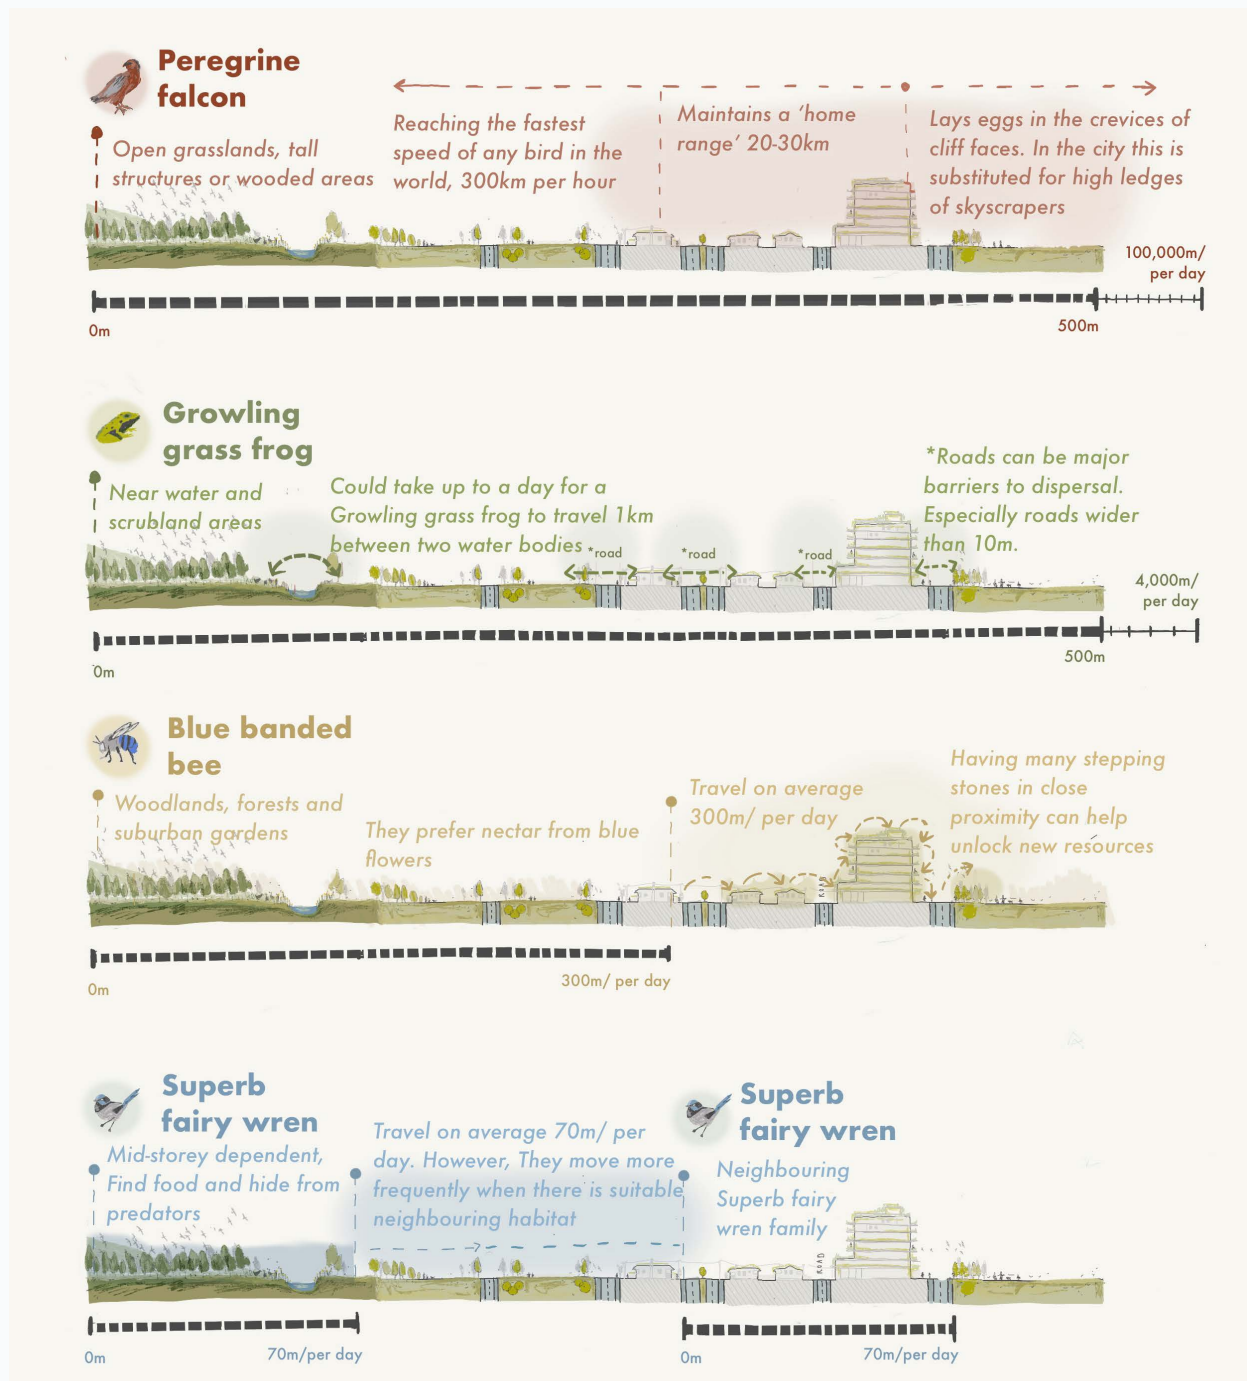 Peregrine
falcon
Open grasslands, tall
structures or wooded areas
Reaching the fastest
speed of any bird in the
world, 300km per hour
Maintains a ‘home
range’ 20-30km
Lays eggs in the crevices of
cliff faces. In the city this is
substituted for high ledges
of skyscrapers
100,000m/
per day
0m
500m
Growling
grass frog
Near water and
scrubland areas
Could take up to a day for a
Growling grass frog to travel 1km
between two water bodies
*road
*road
*road
*Roads can be major
barriers to dispersal.
Especially roads wider
than 10m.
4,000m/
per day
0m
500m
Blue banded
bee
Woodlands, forests and
suburban gardens
They prefer nectar from blue
flowers
Travel on average
300m/ per day
Having many stepping
stones in close
proximity can help
unlock new resources
ROAD
0m
300m/ per day
Superb
fairy wren
Mid-storey dependent,
Find food and hide from
predators
Travel on average 70m/ per
day. However, They move more
frequently when there is suitable
neighbouring habitat
Superb
fairy wren
Neighbouring
Superb fairy
wren family
ROAD
0m
70m/per day
0m
70m/per day